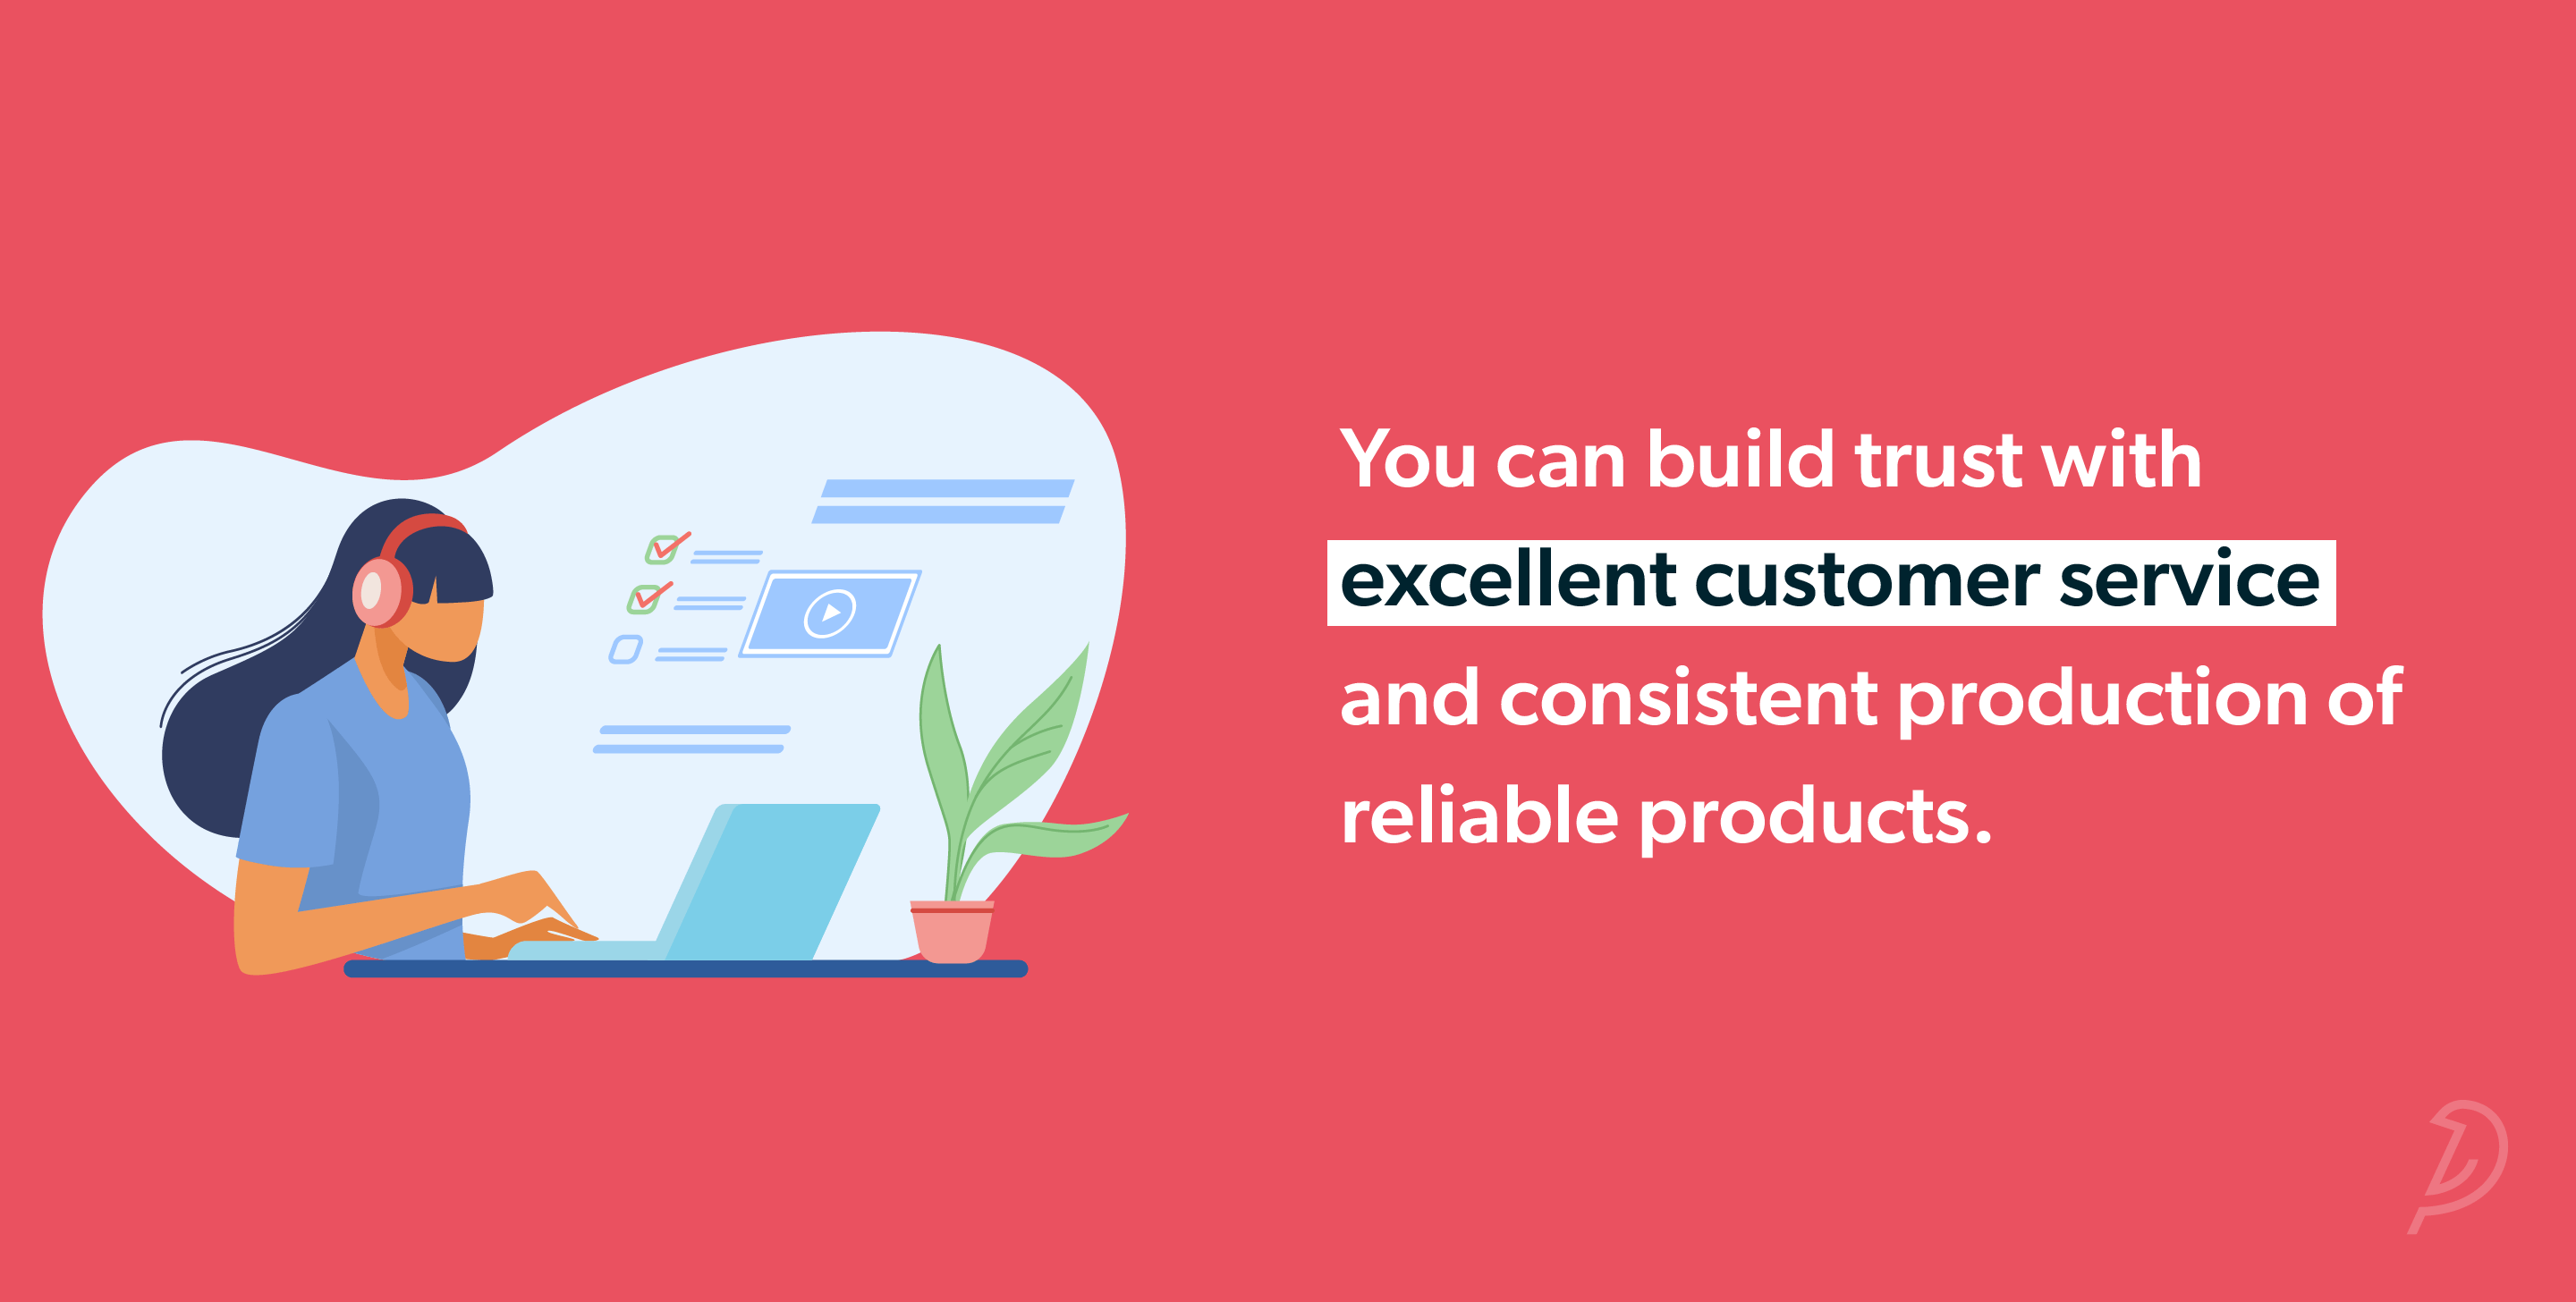 You can build trust with
excellent customer service
and consistent production of
reliable products.